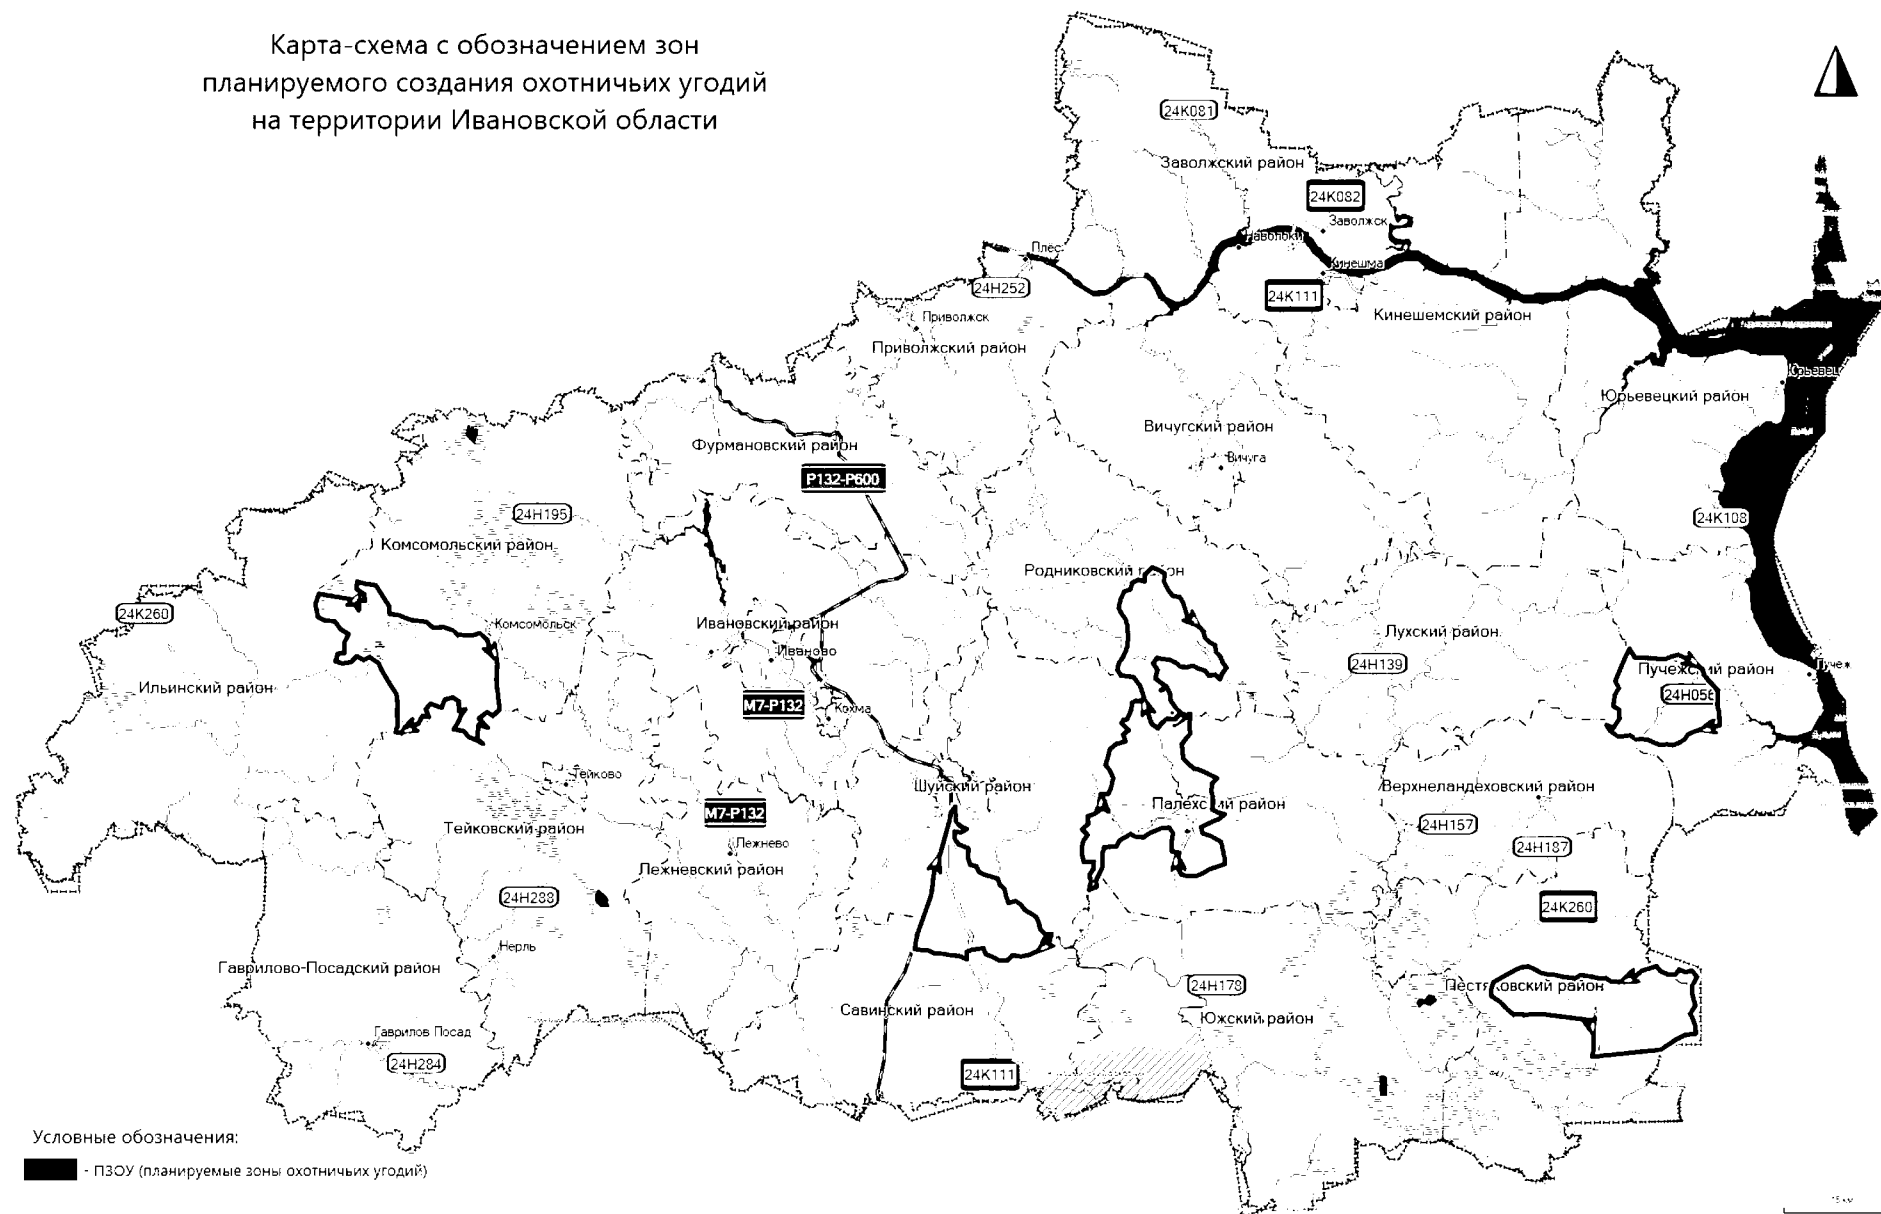 Карта-схема с обозначением зон
планируемого создания охотничьих угодий
на территории Ивановской области
24К081
Заволжский район
24К082
Заволжск
Наволоки
Плес
Кинешма
24Н252
24К111
Кинешемский район
Приволжск
Приволжский район
Юрьевец
Юрьевецкий район
Вичугский район
Фурмановский район
Вичуга
Р132-Р600
24Н195
24К108
Комсомольский район
Родниковский район
24К260
Комсомольск
Ивановский район
Лухский район
Иваново
24Н139
Пучеж
Пучежский район
Ильинский район
24Н056
М7-Р132
Кохма
Тейково
Шуйский район
Верхнеландеховский район
Палехский район
М7-Р132
24Н157
Тейковский район
Лежнево
24Н187
Лежневский район
24Н288
24К260
Нерль
Гаврилово-Посадский район
24Н178
Пестяковский район
Савинский район
Южский район
Гаврилов Посад
24Н284
24К111
Условные обозначения:
- ПЗОУ (планируемые зоны охотничьих угодий)
15 км